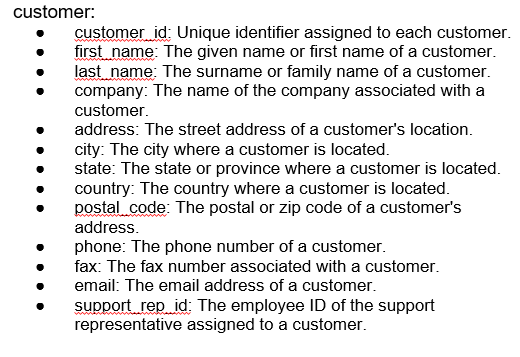 customer:
● customer_id: Unique identifier assigned to each customer.
● first_name: The given name or first name of a customer.
● last_name: The surname or family name of a customer.
● company: The name of the company associated with a
customer.
● address: The street address of a customer's location.
● city: The city where a customer is located.
● state: The state or province where a customer is located.
● country: The country where a customer is located.
● postal_code: The postal or zip code of a customer's
address.
● phone: The phone number of a customer.
● fax: The fax number associated with a customer.
● email: The email address of a customer.
● support_rep_id: The employee ID of the support
representative assigned to a customer.